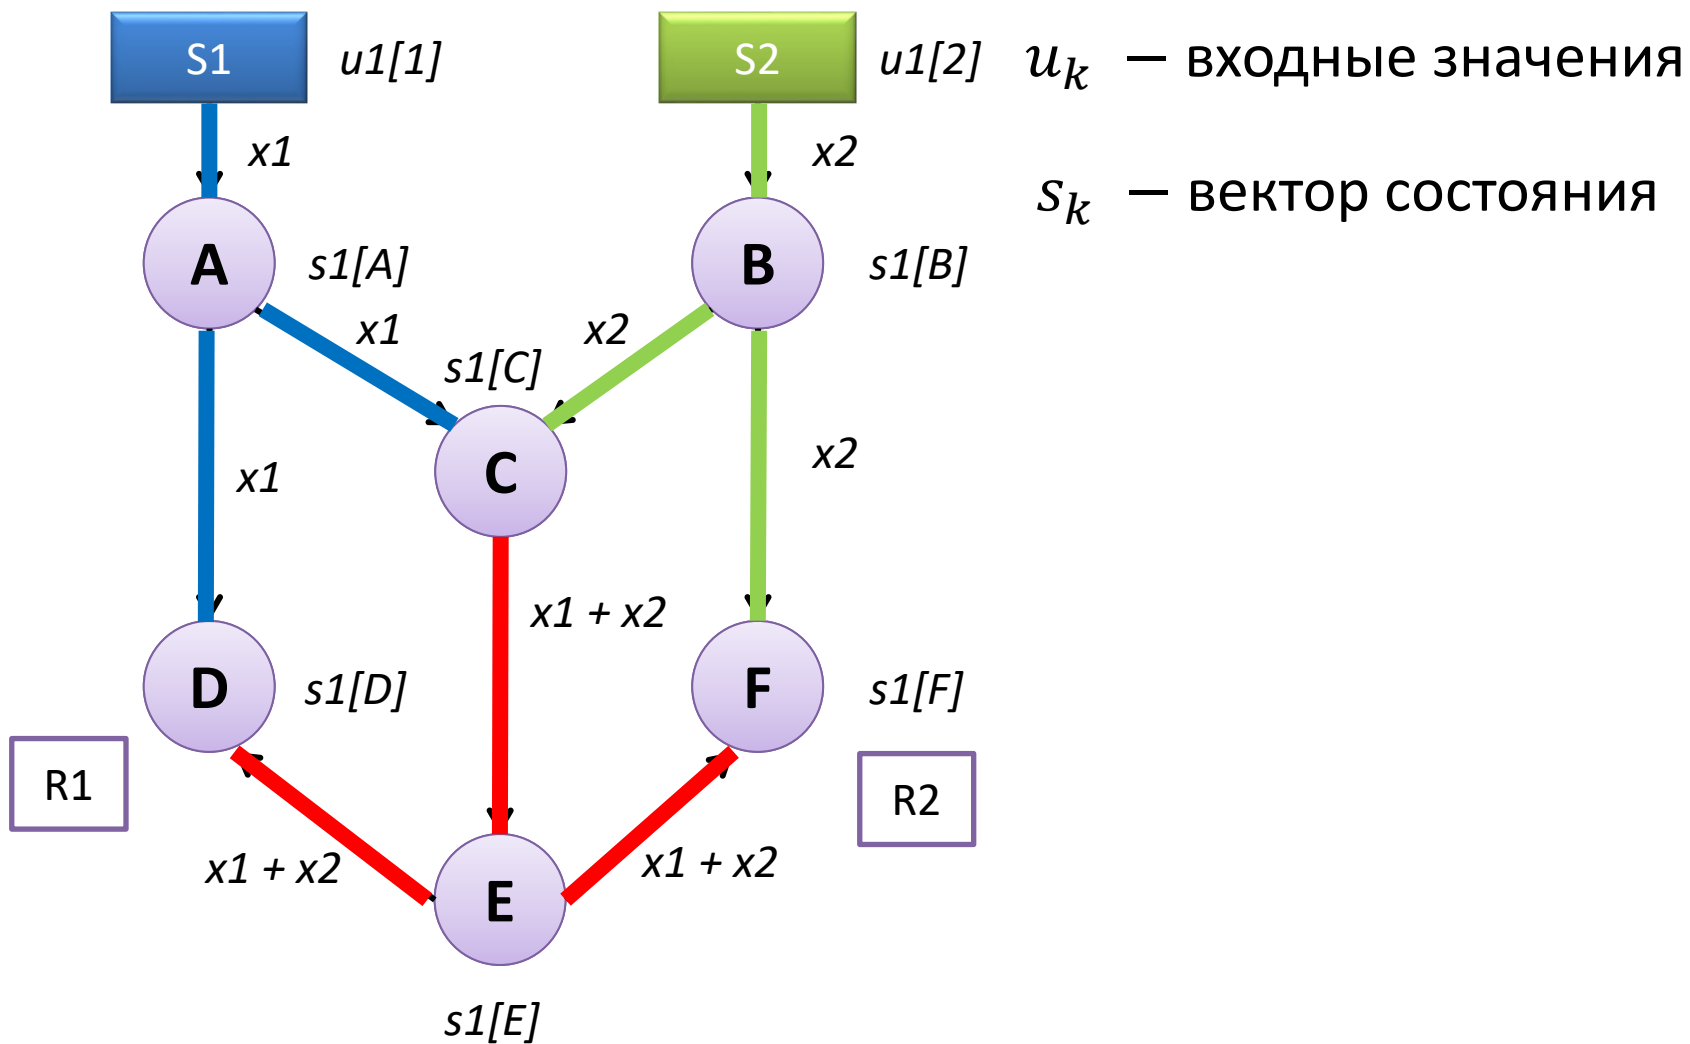 S1
u1[1]
S2
u1[2]
u_k – входные значения
x1
x2
s_k – вектор состояния
A
s1[A]
B
s1[B]
x1
x2
s1[C]
C
x1
x2
x1 + x2
D
s1[D]
F
s1[F]
R1
R2
x1 + x2
x1 + x2
E
s1[E]